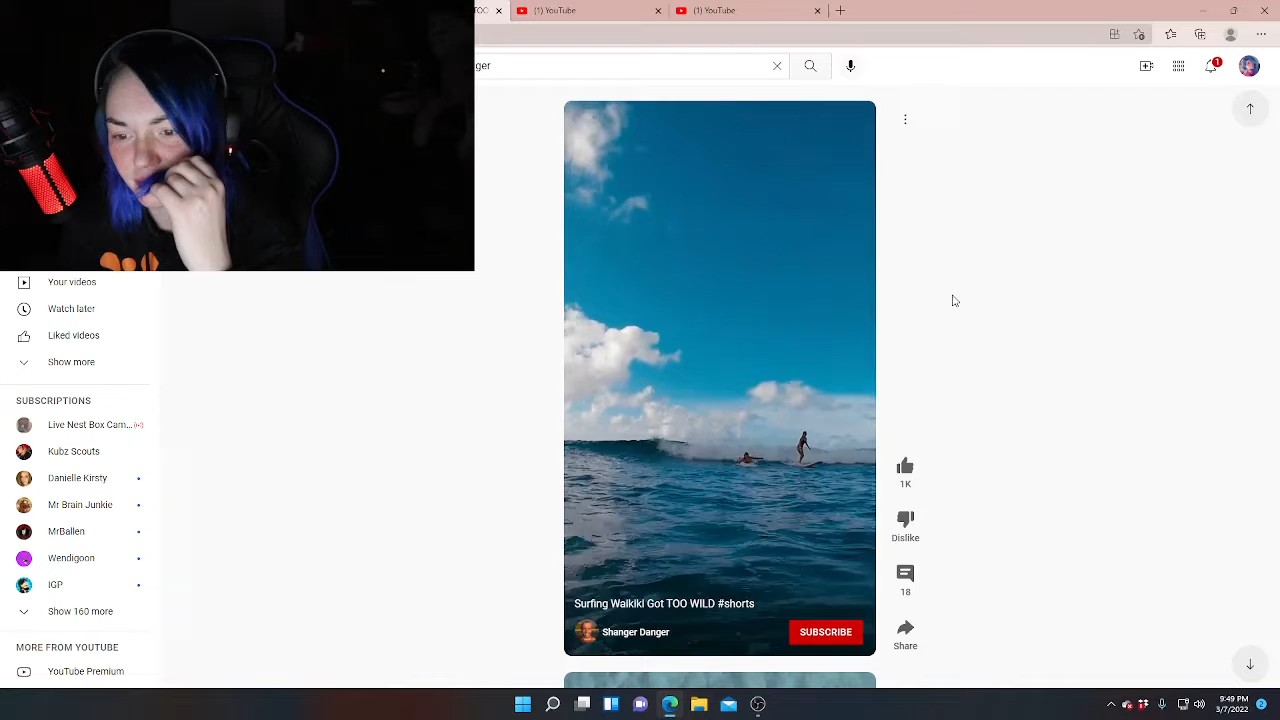 (1) YouTube
(1) YouTube
ger
1
Your videos
Watch later
Liked videos
Show more
SUBSCRIPTIONS
Live Nest Box Cam...
Kubz Scouts
Danielle Kirsty
Mr Brain Junkie
MrBallen
Wendigoon
IGP
Show 160 more
MORE FROM YOUTUBE
YouTube Premium
1K
Dislike
18
Share
Surfing Waikiki Got TOO WILD #shorts
Shanger Danger
SUBSCRIBE
9:49 PM
3/7/2022
2